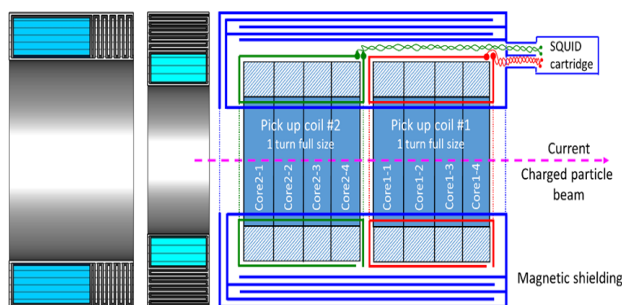 SQUID
cartridge
Pick up coil #2
1 turn full size
Pick up coil #1
1 turn full size
Core2-1
Core2-2
Core2-3
Core2-4
Core1-1
Core1-2
Core1-3
Core1-4
Current
Charged particle
beam
Magnetic shielding